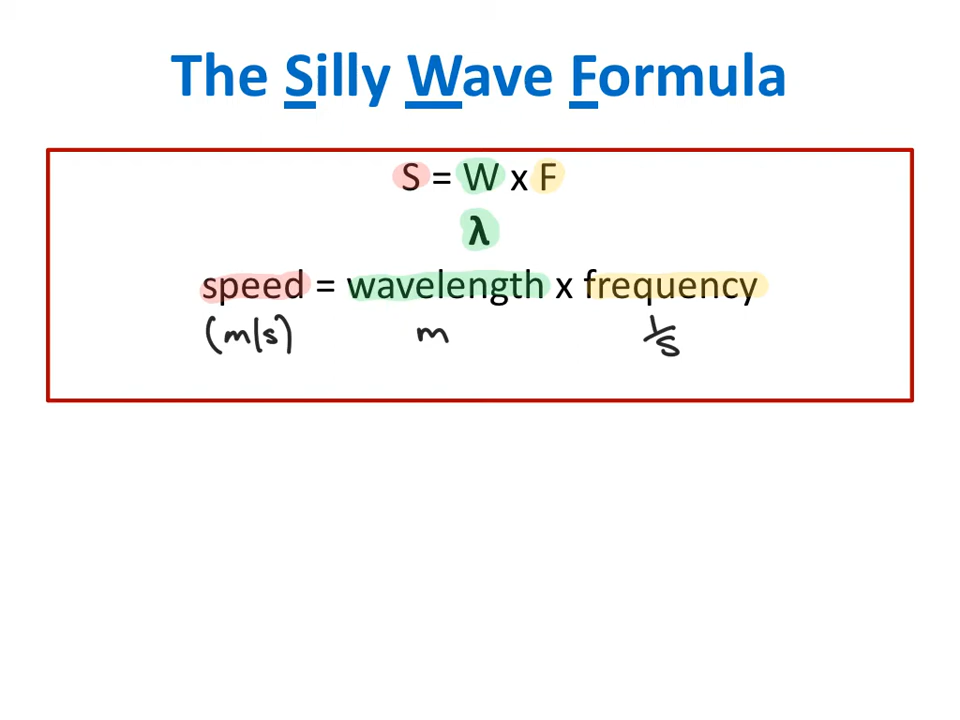 The Silly Wave Formula
S = W x F
λ
speed = wavelength x frequency
(m/s) m 1/s